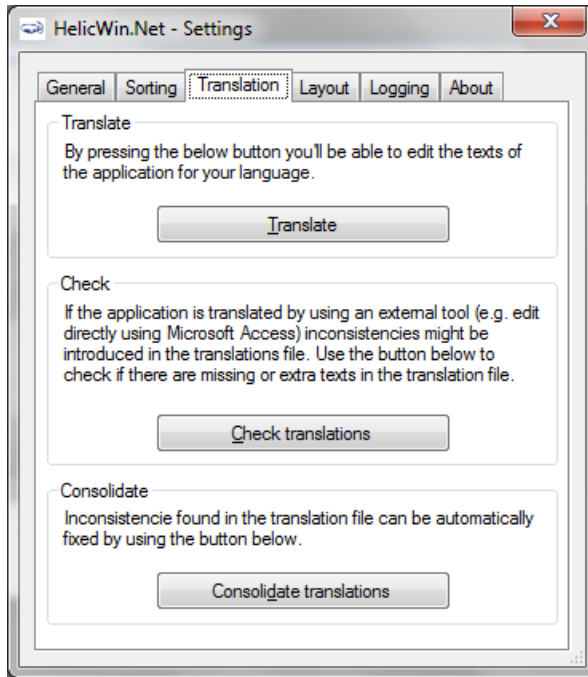 HelicWin.Net - Settings
General Sorting Translation Layout Logging About
Translate
By pressing the below button you'll be able to edit the texts of
the application for your language.
Translate
Check
If the application is translated by using an external tool (e.g. edit
directly using Microsoft Access) inconsistencies might be
introduced in the translations file. Use the button below to
check if there are missing or extra texts in the translation file.
Check translations
Consolidate
Inconsistencie found in the translation file can be automatically
fixed by using the button below.
Consolidate translations